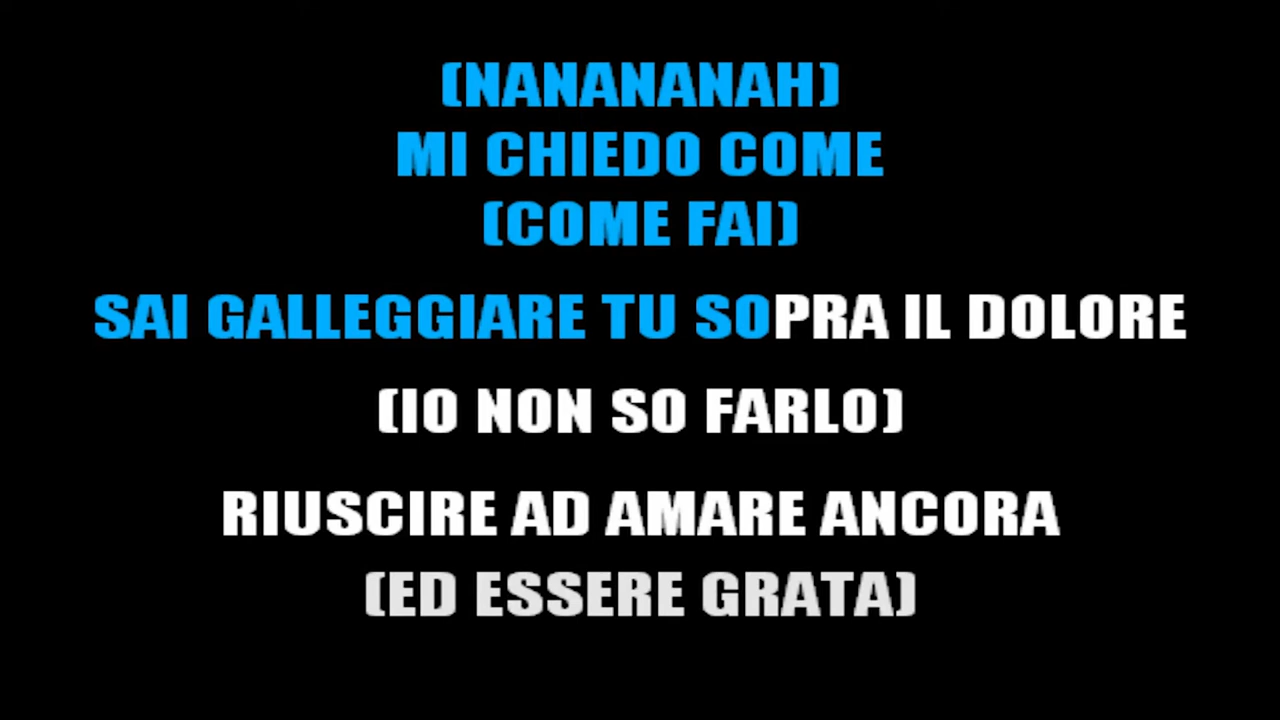 (NANANANAH)
MI CHIEDO COME
(COME FAI)
SAI GALLEGGIARE TU SOPRA IL DOLORE
(IO NON SO FARLO)
RIUSCIRE AD AMARE ANCORA
(ED ESSERE GRATA)